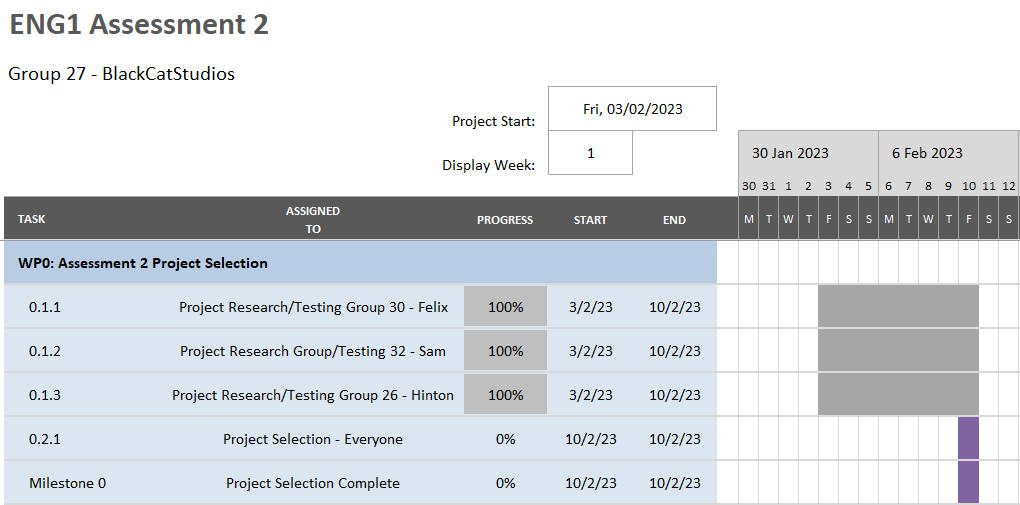 ENG1 Assessment 2
Group 27 - BlackCatStudios
Project Start: Fri, 03/02/2023
Display Week: 1
30 Jan 2023 6 Feb 2023
30 31 1 2 3 4 5 6 7 8 9 10 11 12
TASK ASSIGNED TO PROGRESS START END M T W T F S S M T W T F S S
WP0: Assessment 2 Project Selection
0.1.1 Project Research/Testing Group 30 - Felix 100% 3/2/23 10/2/23
0.1.2 Project Research Group/Testing 32 - Sam 100% 3/2/23 10/2/23
0.1.3 Project Research/Testing Group 26 - Hinton 100% 3/2/23 10/2/23
0.2.1 Project Selection - Everyone 0% 10/2/23 10/2/23
Milestone 0 Project Selection Complete 0% 10/2/23 10/2/23